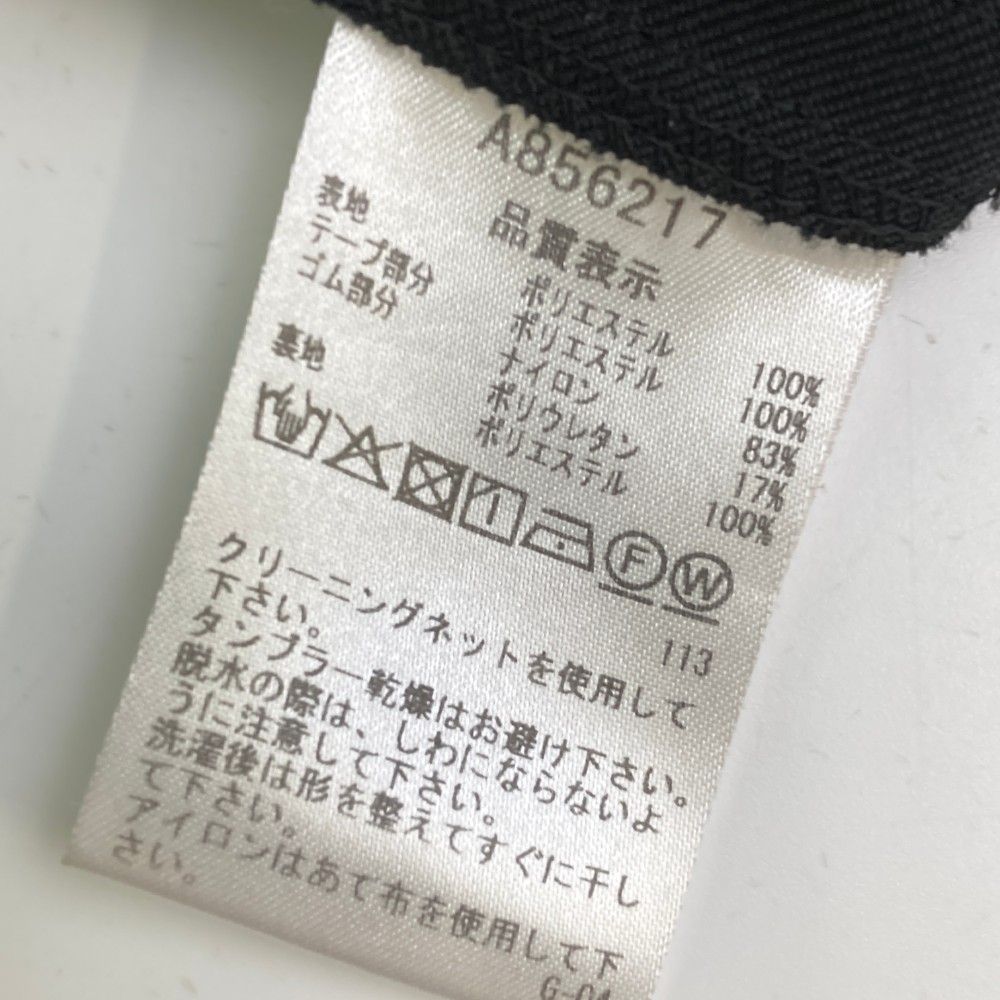 A856217
品質表示
表地 ポリエステル 100%
テープ部分 ポリエステル 100%
ゴム部分 ナイロン 83%
ポリウレタン 17%
裏地 ポリエステル 100%
F W
113
クリーニングネットを使用して
下さい。
タンブラー乾燥はお避け下さい。
脱水の際は、しわにならないよ
うに注意して下さい。
洗濯後は形を整えてすぐに干し
て下さい。
アイロンはあて布を使用して下
さい。
G-04